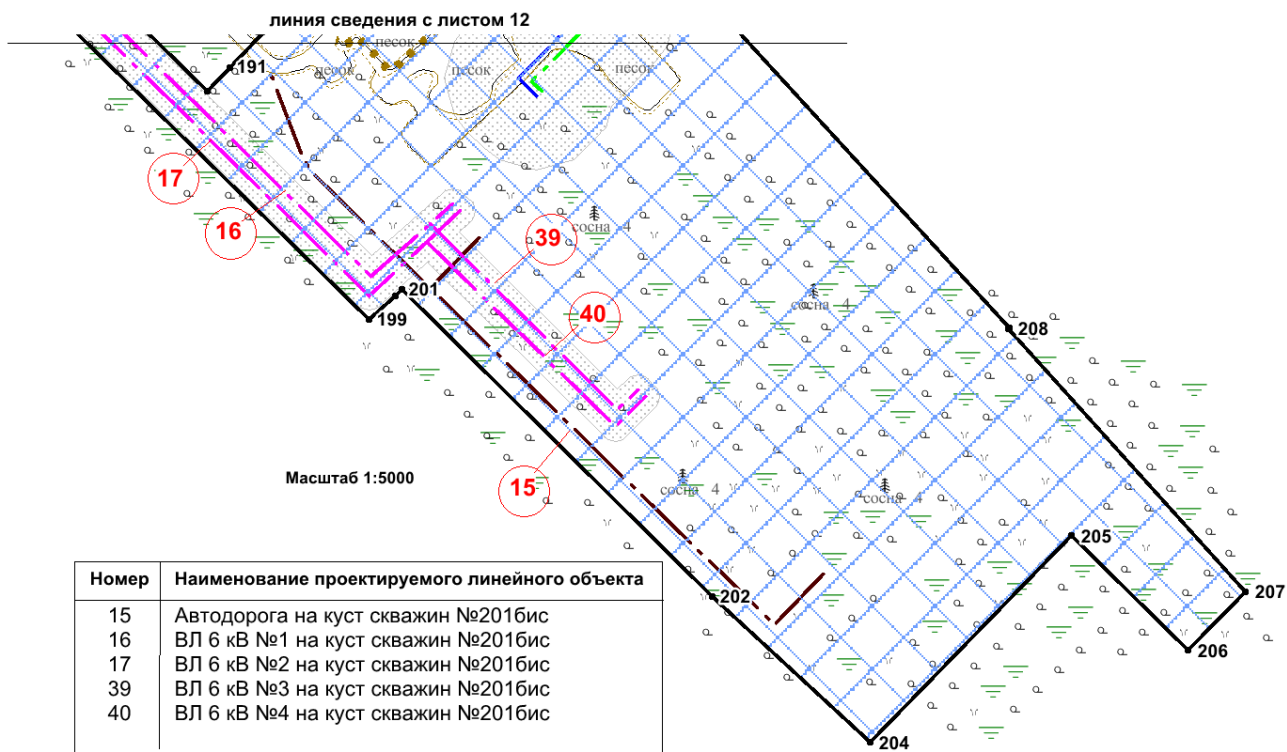 линия сведения с листом 12
песок
191
песок
песок
песок
17
16
39
сосна 4
201
199
40
сосна 4
208
Масштаб 1:5000
15
сосна 4
сосна 4
205
202
207
206
204
Номер Наименование проектируемого линейного объекта
15 Автодорога на куст скважин №201бис
16 ВЛ 6 кВ №1 на куст скважин №201бис
17 ВЛ 6 кВ №2 на куст скважин №201бис
39 ВЛ 6 кВ №3 на куст скважин №201бис
40 ВЛ 6 кВ №4 на куст скважин №201бис